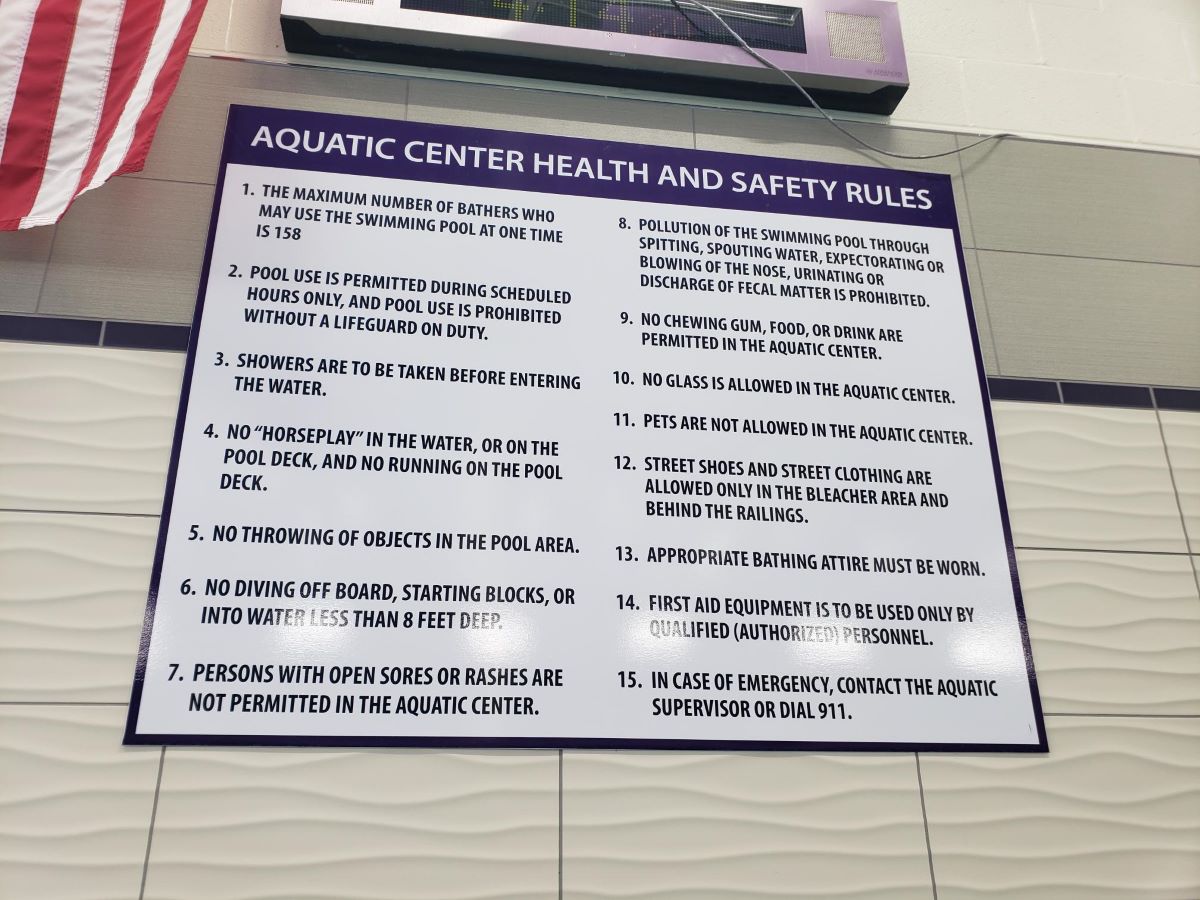 AQUATIC CENTER HEALTH AND SAFETY RULES
1. THE MAXIMUM NUMBER OF BATHERS WHO
MAY USE THE SWIMMING POOL AT ONE TIME
IS 158
2. POOL USE IS PERMITTED DURING SCHEDULED
HOURS ONLY, AND POOL USE IS PROHIBITED
WITHOUT A LIFEGUARD ON DUTY.
3. SHOWERS ARE TO BE TAKEN BEFORE ENTERING
THE WATER.
4. NO “HORSEPLAY” IN THE WATER, OR ON THE
POOL DECK, AND NO RUNNING ON THE POOL
DECK.
5. NO THROWING OF OBJECTS IN THE POOL AREA.
6. NO DIVING OFF BOARD, STARTING BLOCKS, OR
INTO WATER LESS THAN 8 FEET DEEP.
7. PERSONS WITH OPEN SORES OR RASHES ARE
NOT PERMITTED IN THE AQUATIC CENTER.
8. POLLUTION OF THE SWIMMING POOL THROUGH
SPITTING, SPOUTING WATER, EXPECTORATING OR
BLOWING OF THE NOSE, URINATING OR
DISCHARGE OF FECAL MATTER IS PROHIBITED.
9. NO CHEWING GUM, FOOD, OR DRINK ARE
PERMITTED IN THE AQUATIC CENTER.
10. NO GLASS IS ALLOWED IN THE AQUATIC CENTER.
11. PETS ARE NOT ALLOWED IN THE AQUATIC CENTER.
12. STREET SHOES AND STREET CLOTHING ARE
ALLOWED ONLY IN THE BLEACHER AREA AND
BEHIND THE RAILINGS.
13. APPROPRIATE BATHING ATTIRE MUST BE WORN.
14. FIRST AID EQUIPMENT IS TO BE USED ONLY BY
QUALIFIED (AUTHORIZED) PERSONNEL.
15. IN CASE OF EMERGENCY, CONTACT THE AQUATIC
SUPERVISOR OR DIAL 911.